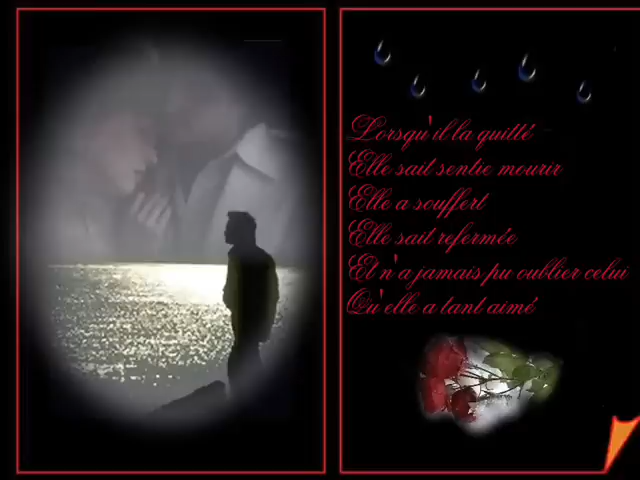 Lorsqu'il la quitté
Elle sait sentie mourir
Elle a souffert
Elle sait refermée
Et n'a jamais pu oublier celui
Qu'elle a tant aimé